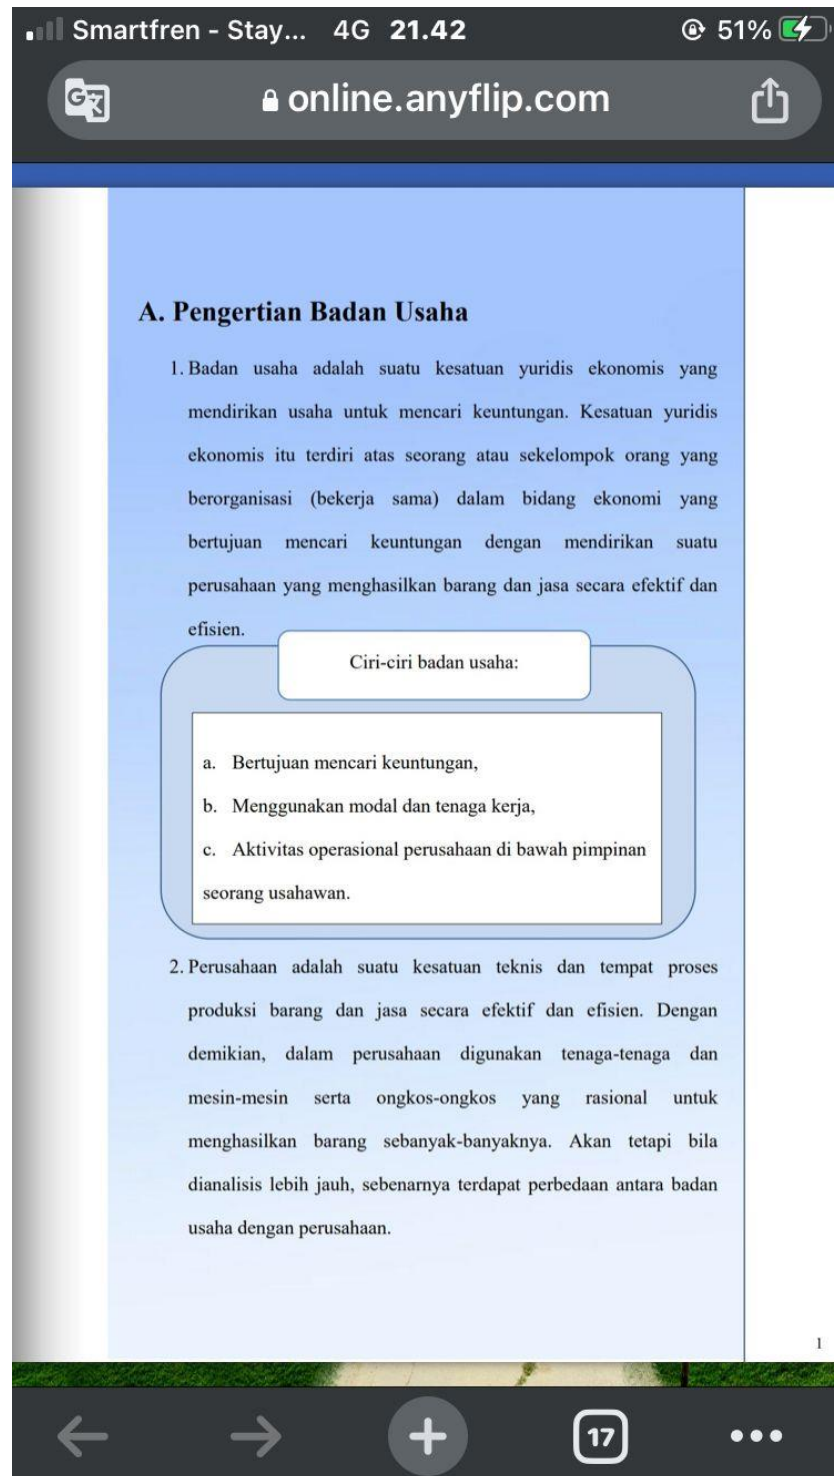 Smartfren - Stay... 4G 21.42 51%
online.anyflip.com
A. Pengertian Badan Usaha
1. Badan usaha adalah suatu kesatuan yuridis ekonomis yang
mendirikan usaha untuk mencari keuntungan. Kesatuan yuridis
ekonomis itu terdiri atas seorang atau sekelompok orang yang
berorganisasi (bekerja sama) dalam bidang ekonomi yang
bertujuan mencari keuntungan dengan mendirikan suatu
perusahaan yang menghasilkan barang dan jasa secara efektif dan
efisien.
Ciri-ciri badan usaha:
a. Bertujuan mencari keuntungan,
b. Menggunakan modal dan tenaga kerja,
c. Aktivitas operasional perusahaan di bawah pimpinan
seorang usahawan.
2. Perusahaan adalah suatu kesatuan teknis dan tempat proses
produksi barang dan jasa secara efektif dan efisien. Dengan
demikian, dalam perusahaan digunakan tenaga-tenaga dan
mesin-mesin serta ongkos-ongkos yang rasional untuk
menghasilkan barang sebanyak-banyaknya. Akan tetapi bila
dianalisis lebih jauh, sebenarnya terdapat perbedaan antara badan
usaha dengan perusahaan.
1
17